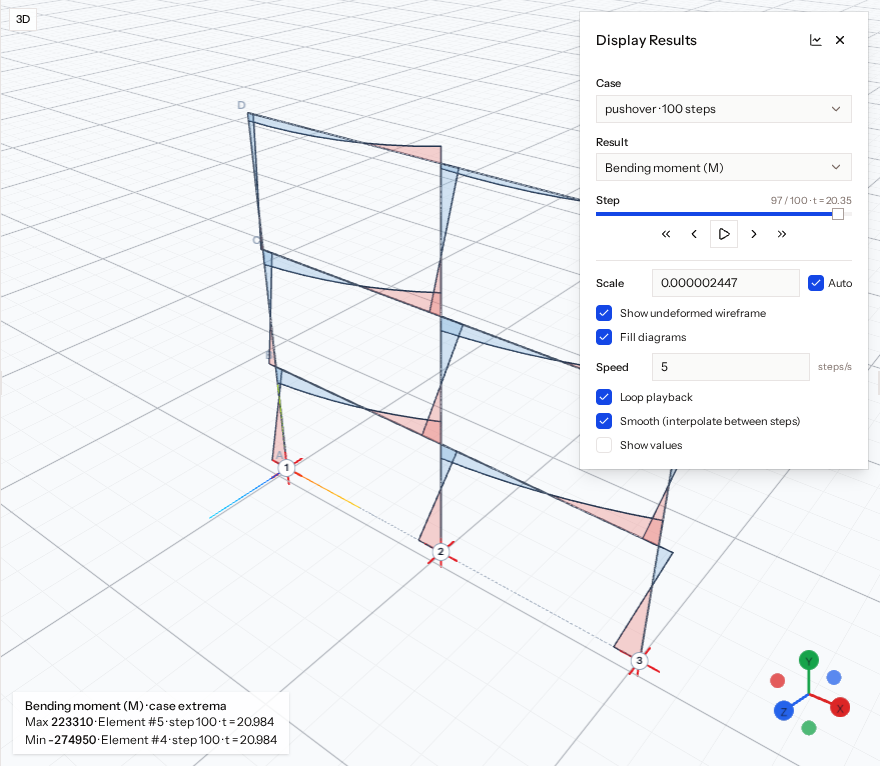 3D
Display Results
Case
pushover · 100 steps
Result
Bending moment (M)
Step
97 / 100 · t = 20.35
Scale
0.000002447
Auto
Show undeformed wireframe
Fill diagrams
Speed
5
steps/s
Loop playback
Smooth (interpolate between steps)
Show values
D
C
B
A
1
2
3
Bending moment (M) · case extrema
Max 223310 · Element #5 · step 100 · t = 20.984
Min -274950 · Element #4 · step 100 · t = 20.984
Y
Z
X